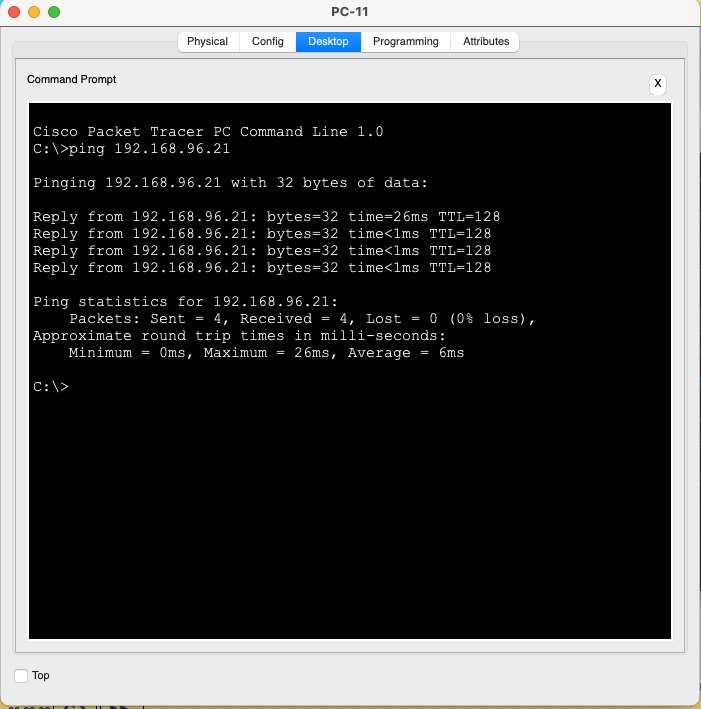 PC-11
Physical Config Desktop Programming Attributes
Command Prompt
X
Cisco Packet Tracer PC Command Line 1.0
C:\>ping 192.168.96.21
Pinging 192.168.96.21 with 32 bytes of data:
Reply from 192.168.96.21: bytes=32 time=26ms TTL=128
Reply from 192.168.96.21: bytes=32 time<1ms TTL=128
Reply from 192.168.96.21: bytes=32 time<1ms TTL=128
Reply from 192.168.96.21: bytes=32 time<1ms TTL=128
Ping statistics for 192.168.96.21:
Packets: Sent = 4, Received = 4, Lost = 0 (0% loss),
Approximate round trip times in milli-seconds:
Minimum = 0ms, Maximum = 26ms, Average = 6ms
C:\>
Top